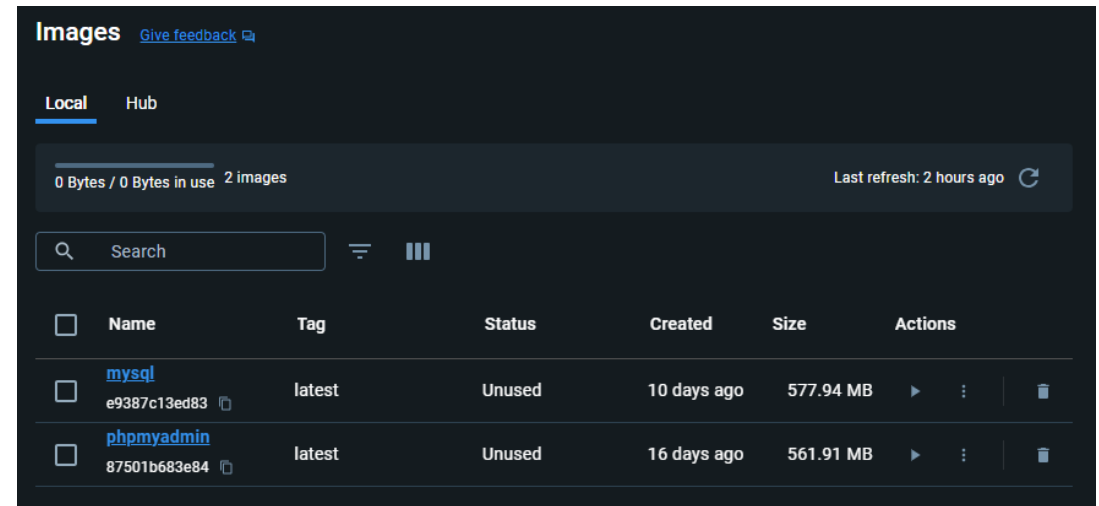 Images Give feedback
Local Hub
0 Bytes / 0 Bytes in use 2 images Last refresh: 2 hours ago
Search
Name Tag Status Created Size Actions
mysql
e9387c13ed83 latest Unused 10 days ago 577.94 MB
phpmyadmin
87501b683e84 latest Unused 16 days ago 561.91 MB